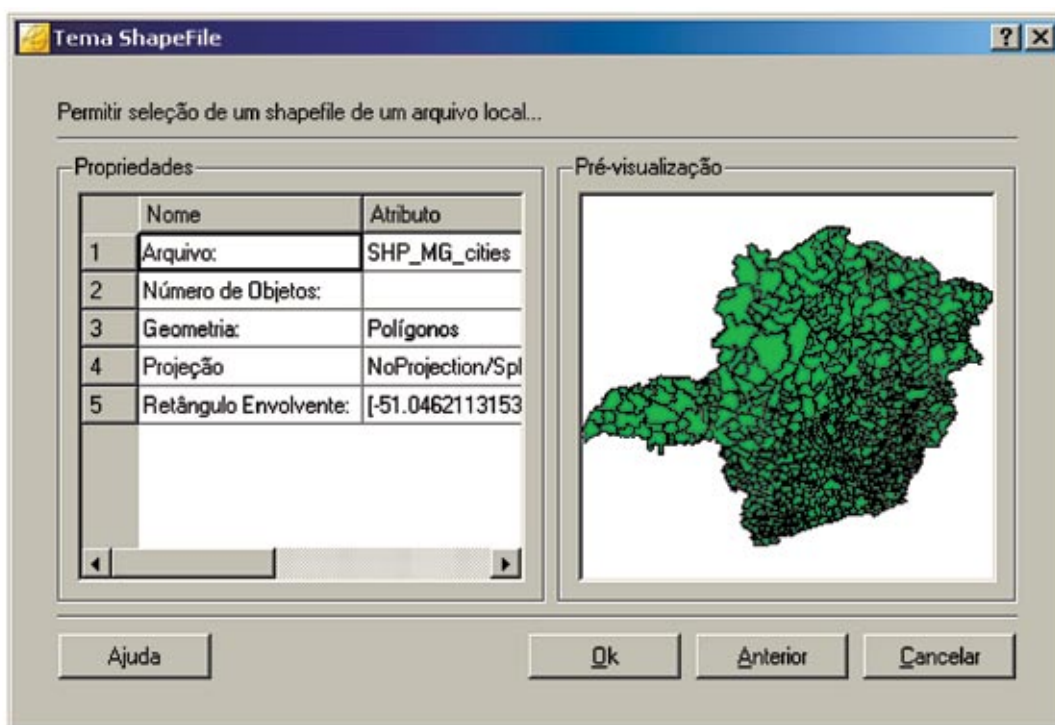 Tema ShapeFile
Permitir seleção de um shapefile de um arquivo local...
Propriedades
Nome Atributo
1 Arquivo: SHP_MG_cities
2 Número de Objetos:
3 Geometria: Polígonos
4 Projeção NoProjection/Spl
5 Retângulo Envolvente: [-51.0462113153
Pré-visualização
Ajuda
Ok
Anterior
Cancelar